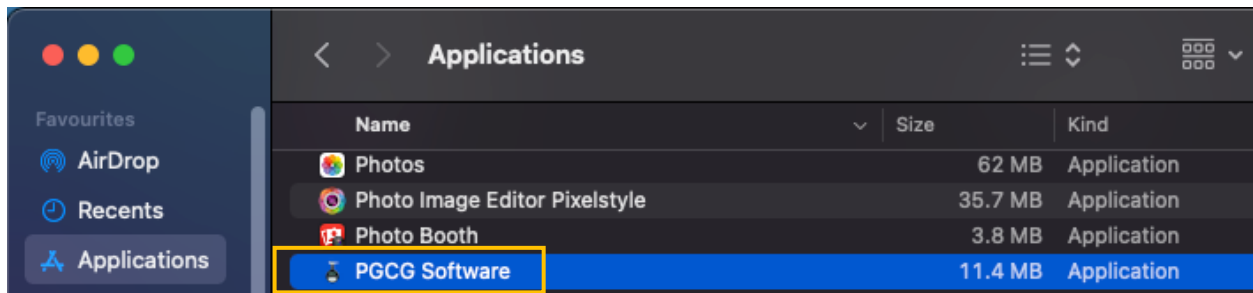 Applications
Favourites
AirDrop
Recents
Applications
Name Size Kind
Photos 62 MB Application
Photo Image Editor Pixelstyle 35.7 MB Application
Photo Booth 3.8 MB Application
PGCG Software 11.4 MB Application